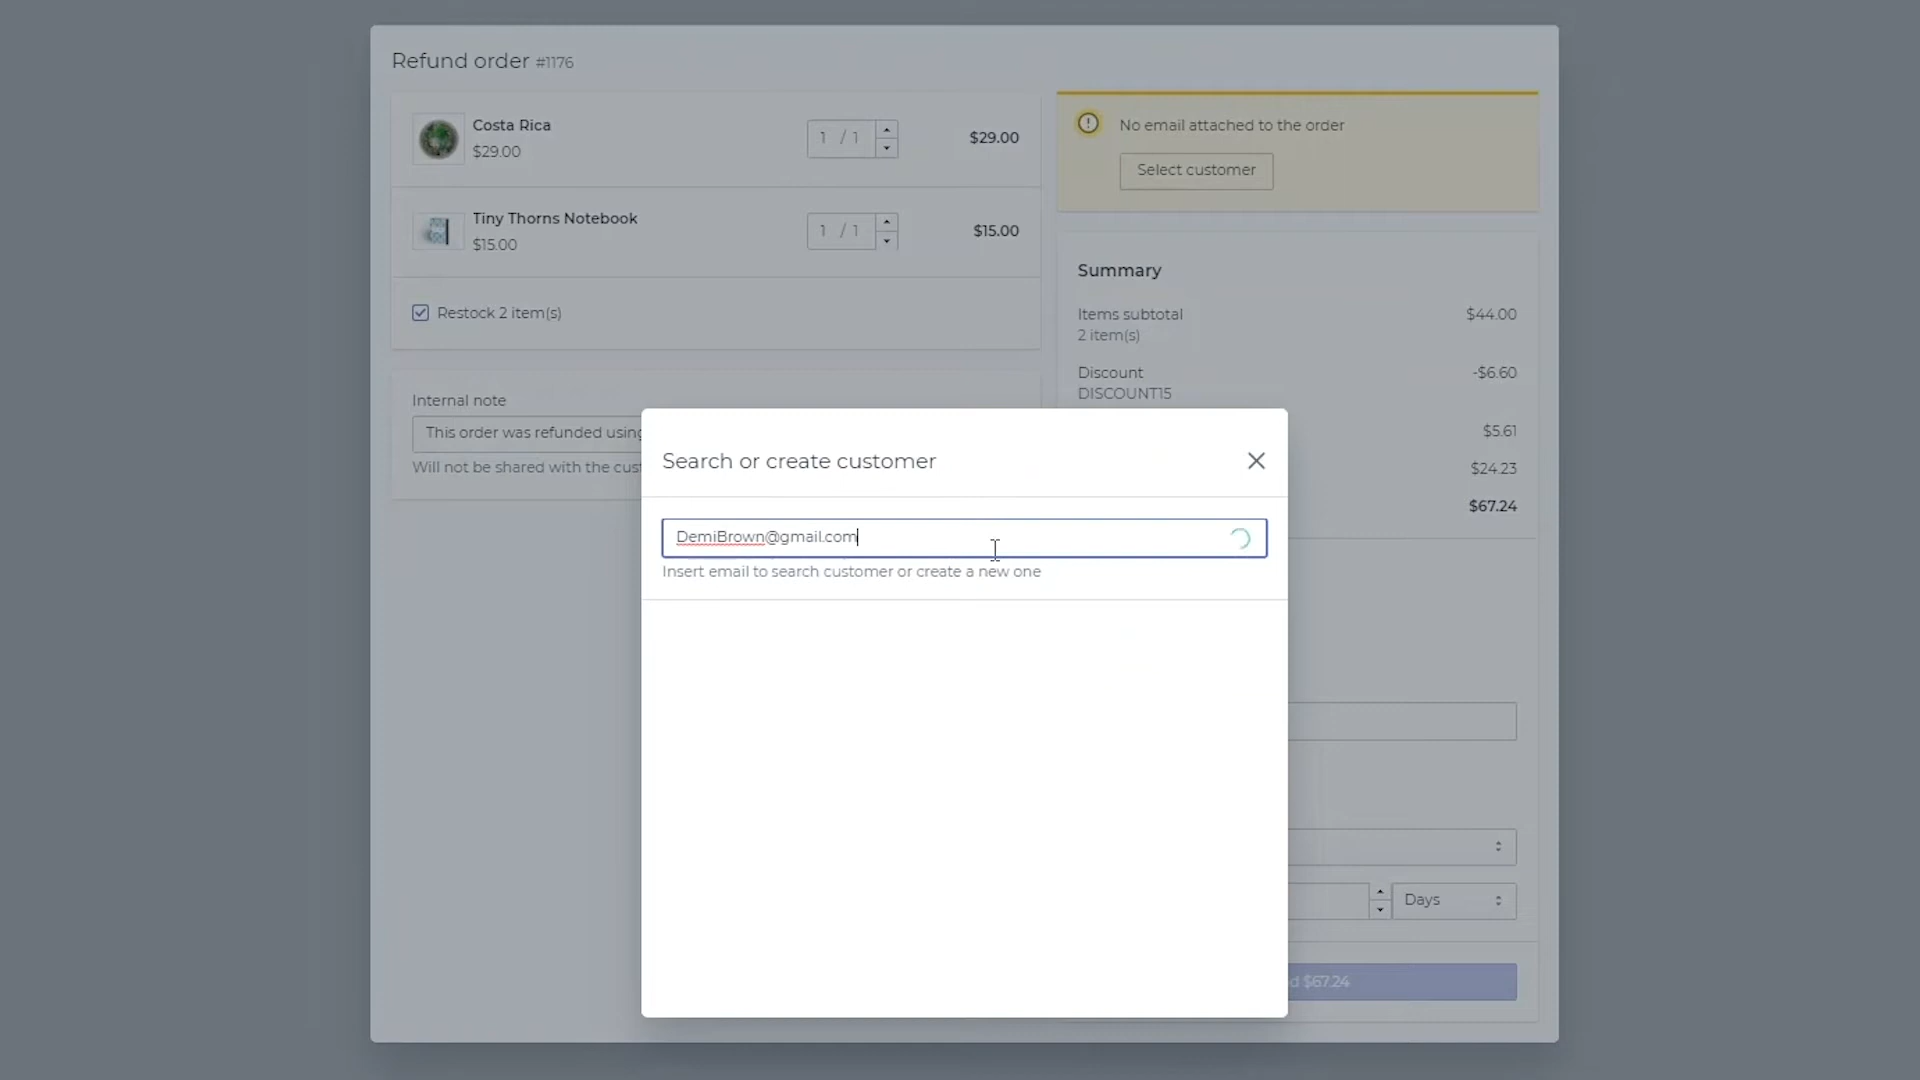 Refund order #1176
Costa Rica
$29.00
1 / 1
$29.00
Tiny Thorns Notebook
$15.00
1 / 1
$15.00
Restock 2 item(s)
Internal note
This order was refunded using
Will not be shared with the cus
No email attached to the order
Select customer
Summary
Items subtotal
$44.00
2 item(s)
Discount
-$6.60
DISCOUNT15
$5.61
$24.23
$67.24
Days
$67.24
Search or create customer
DemiBrown@gmail.com
Insert email to search customer or create a new one